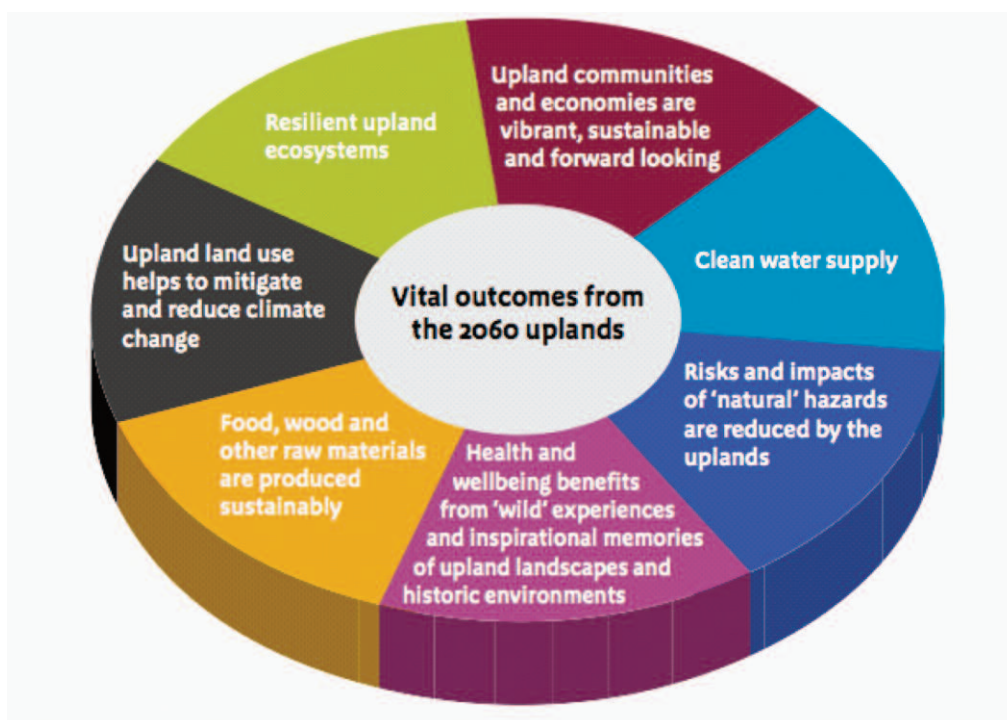 Upland communities
and economies are
vibrant, sustainable
and forward looking
Resilient upland
ecosystems
Clean water supply
Upland land use
helps to mitigate
and reduce climate
change
Vital outcomes from
the 2060 uplands
Risks and impacts
of ‘natural’ hazards
are reduced by the
uplands
Food, wood and
other raw materials
are produced
sustainably
Health and
wellbeing benefits
from ‘wild’ experiences
and inspirational memories
of upland landscapes and
historic environments